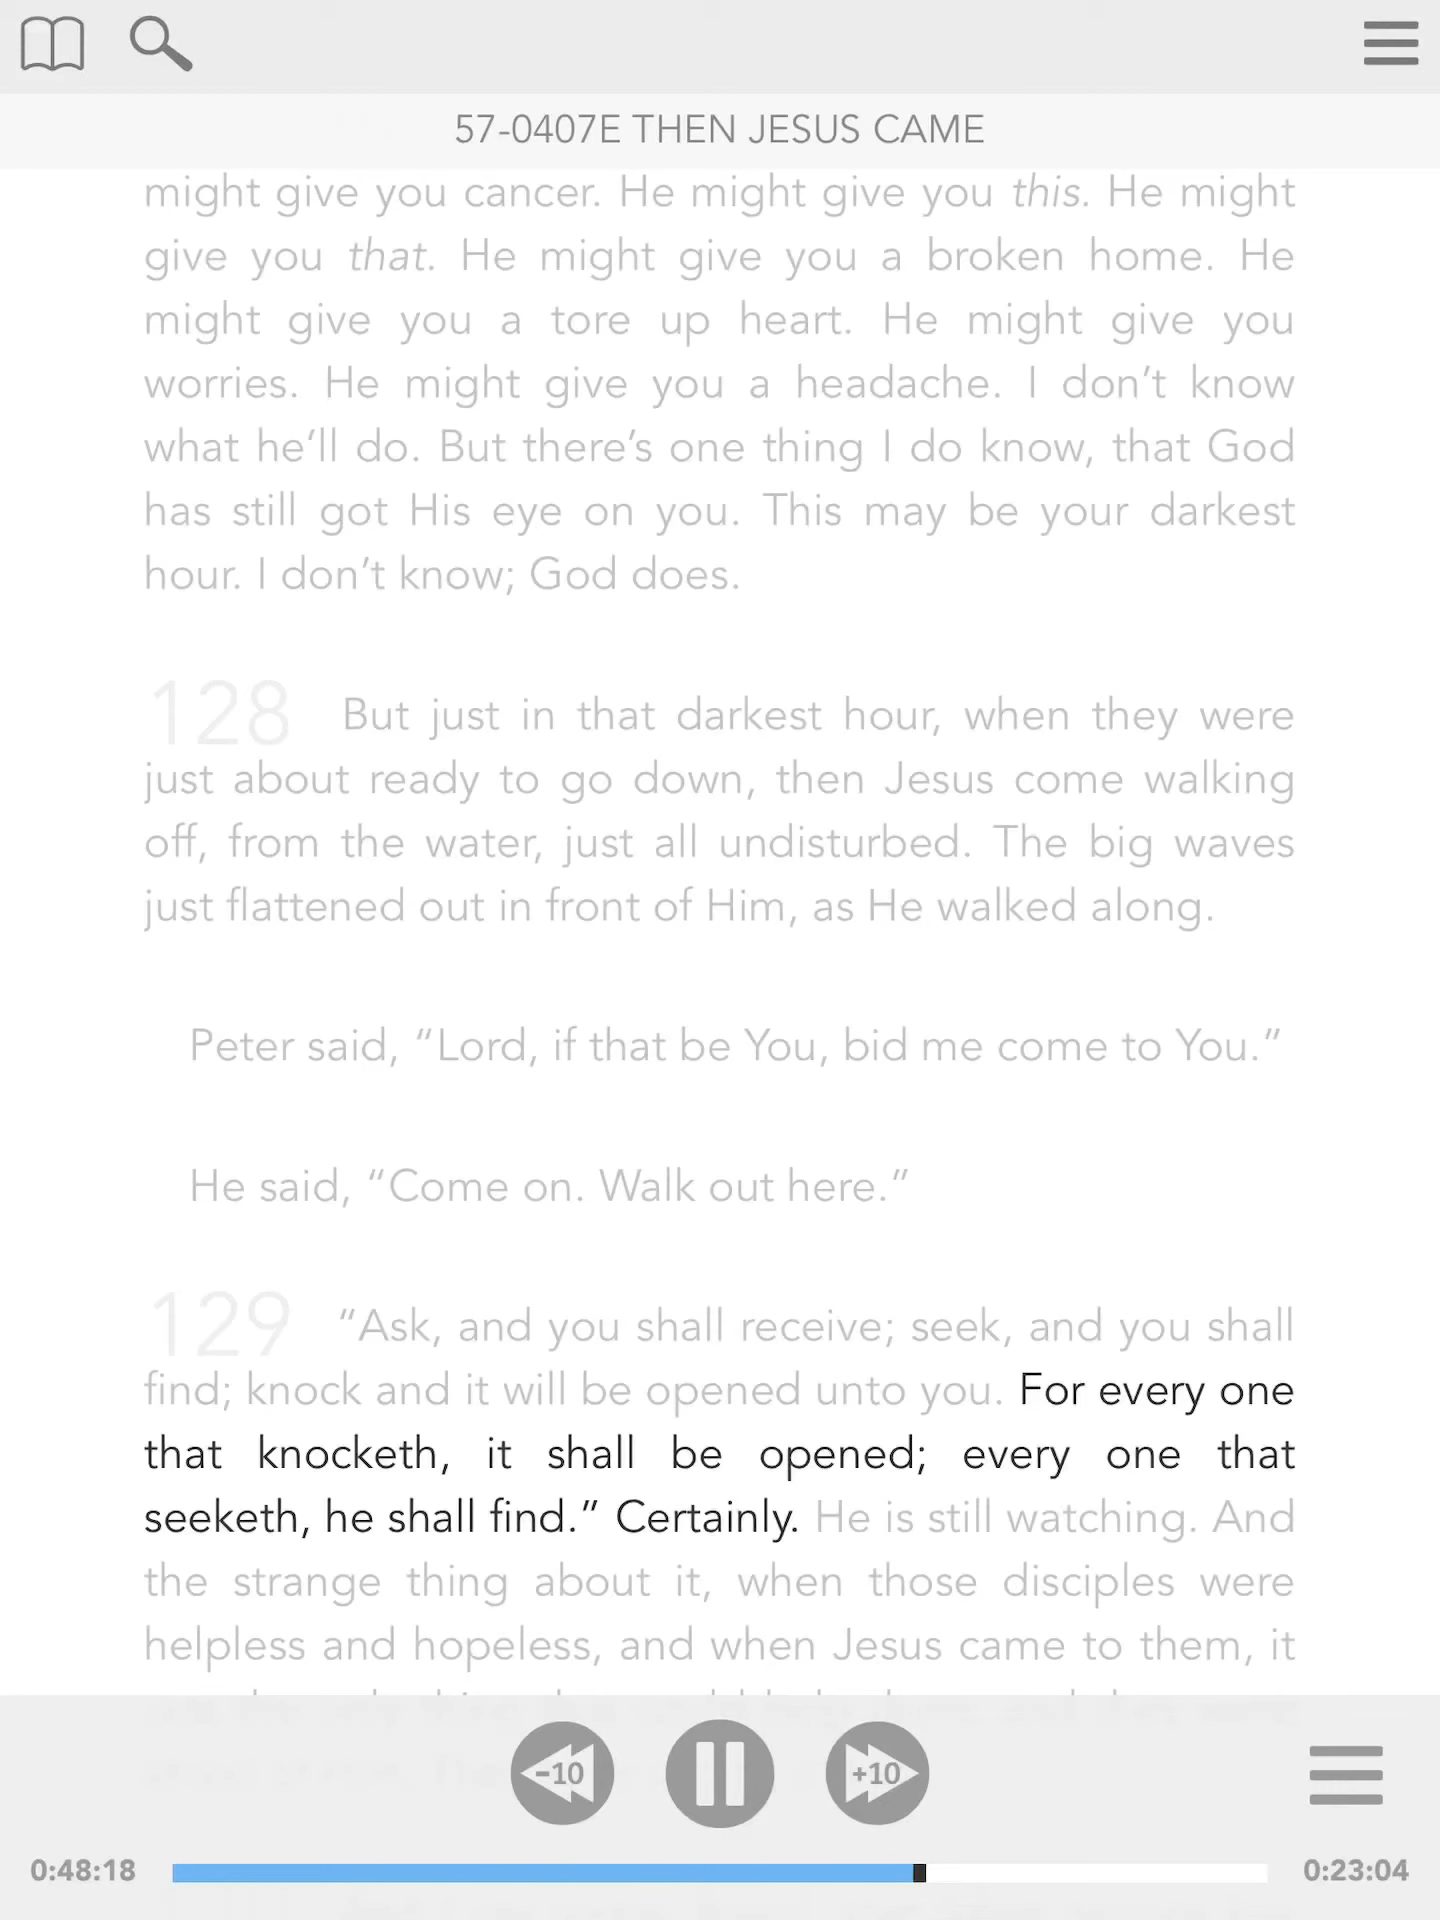 57-0407E THEN JESUS CAME
might give you cancer. He might give you this. He might
give you that. He might give you a broken home. He
might give you a tore up heart. He might give you
worries. He might give you a headache. I don’t know
what he’ll do. But there’s one thing I do know, that God
has still got His eye on you. This may be your darkest
hour. I don’t know; God does.
128 But just in that darkest hour, when they were
just about ready to go down, then Jesus come walking
off, from the water, just all undisturbed. The big waves
just flattened out in front of Him, as He walked along.
Peter said, “Lord, if that be You, bid me come to You.”
He said, “Come on. Walk out here.”
129 “Ask, and you shall receive; seek, and you shall
find; knock and it will be opened unto you. For every one
that knocketh, it shall be opened; every one that
seeketh, he shall find.” Certainly. He is still watching. And
the strange thing about it, when those disciples were
helpless and hopeless, and when Jesus came to them, it
-10 +10
0:48:18 0:23:04